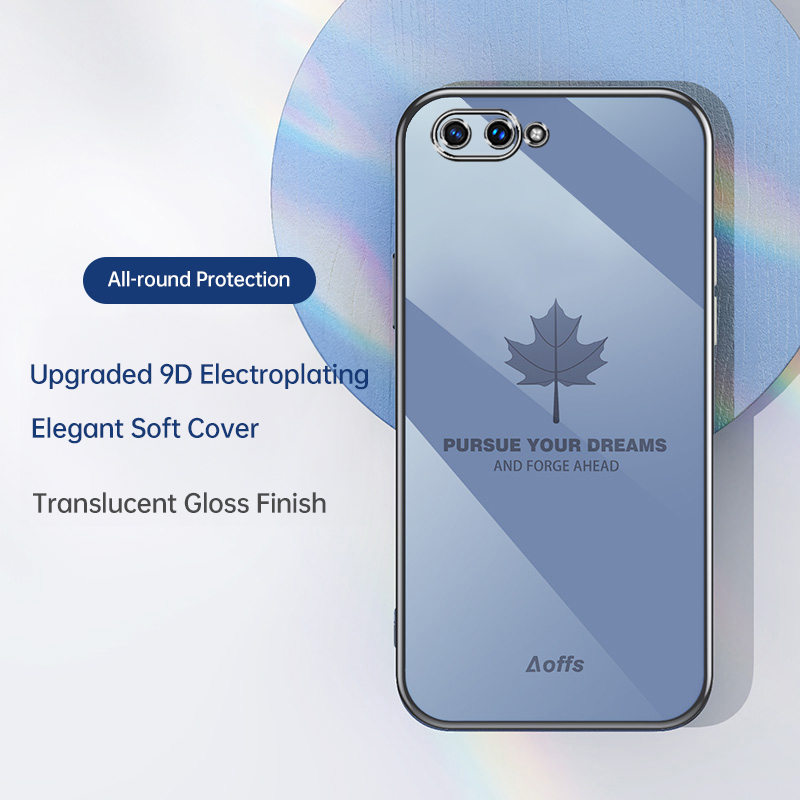 All-round Protection
Upgraded 9D Electroplating
Elegant Soft Cover
Translucent Gloss Finish
PURSUE YOUR DREAMS
AND FORGE AHEAD
Aoffs